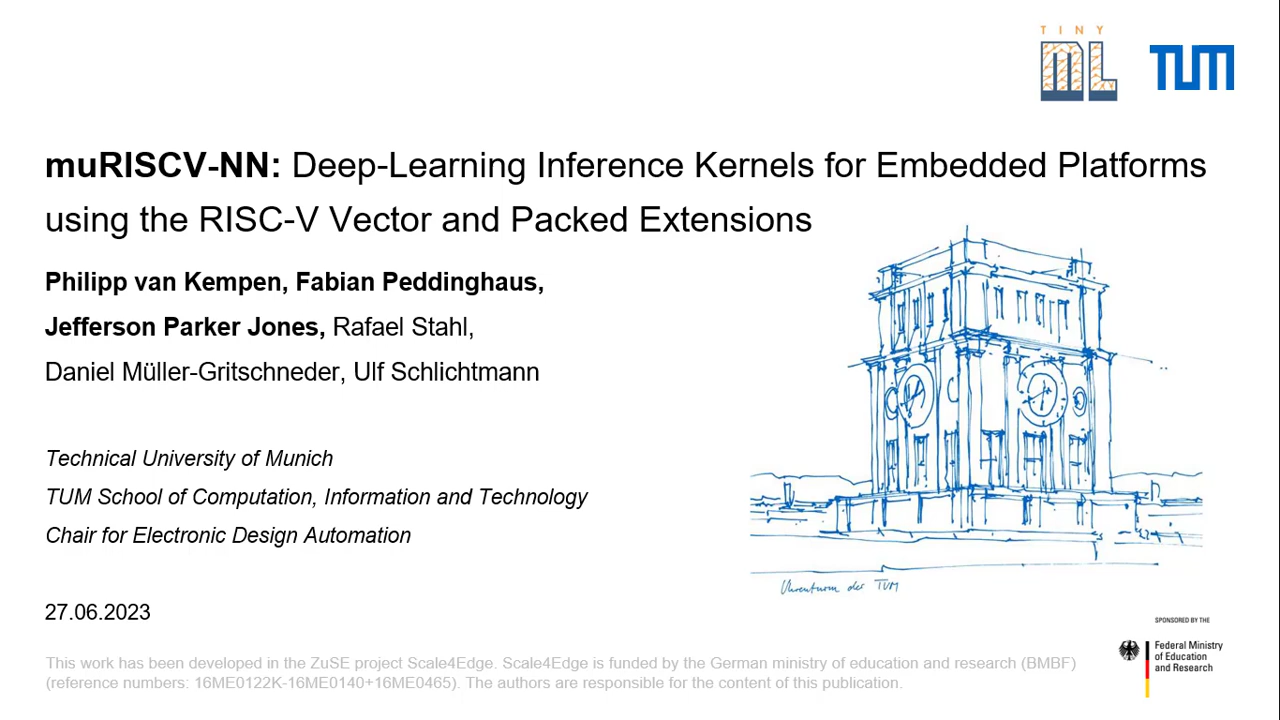 TINY
ML
TUM
muRISCV-NN: Deep-Learning Inference Kernels for Embedded Platforms
using the RISC-V Vector and Packed Extensions
Philipp van Kempen, Fabian Peddinghaus,
Jefferson Parker Jones, Rafael Stahl,
Daniel Müller-Gritschneder, Ulf Schlichtmann
Technical University of Munich
TUM School of Computation, Information and Technology
Chair for Electronic Design Automation
Uhrenturm der TUM
27.06.2023
SPONSORED BY THE
Federal Ministry
of Education
and Research
This work has been developed in the ZuSE project Scale4Edge. Scale4Edge is funded by the German ministry of education and research (BMBF)
(reference numbers: 16ME0122K-16ME0140+16ME0465). The authors are responsible for the content of this publication.